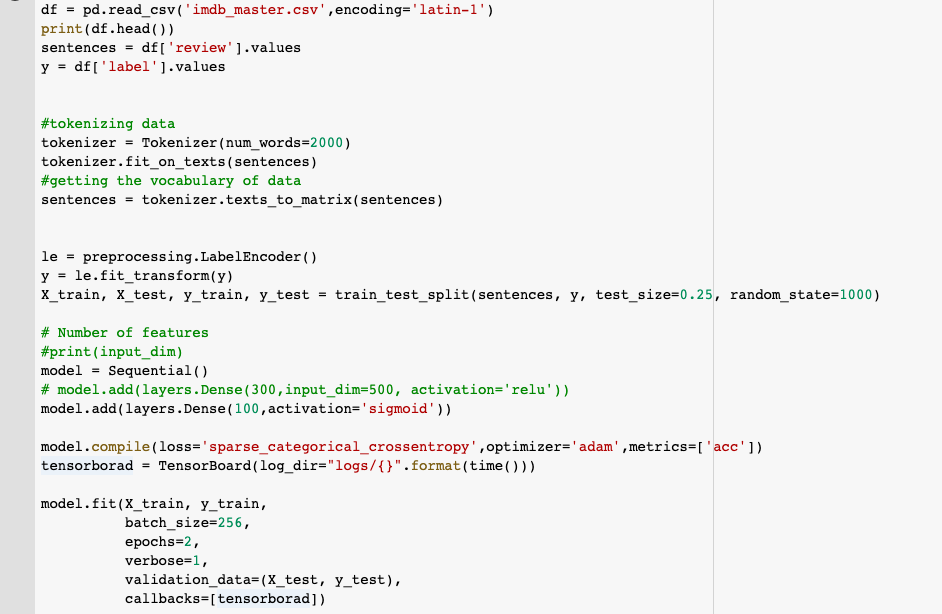 df = pd.read_csv('imdb_master.csv',encoding='latin-1')
print(df.head())
sentences = df['review'].values
y = df['label'].values
#tokenizing data
tokenizer = Tokenizer(num_words=2000)
tokenizer.fit_on_texts(sentences)
#getting the vocabulary of data
sentences = tokenizer.texts_to_matrix(sentences)
le = preprocessing.LabelEncoder()
y = le.fit_transform(y)
X_train, X_test, y_train, y_test = train_test_split(sentences, y, test_size=0.25, random_state=1000)
# Number of features
#print(input_dim)
model = Sequential()
# model.add(layers.Dense(300,input_dim=500, activation='relu'))
model.add(layers.Dense(100,activation='sigmoid'))
model.compile(loss='sparse_categorical_crossentropy',optimizer='adam',metrics=['acc'])
tensorborad = TensorBoard(log_dir="logs/{}".format(time()))
model.fit(X_train, y_train,
          batch_size=256,
          epochs=2,
          verbose=1,
          validation_data=(X_test, y_test),
          callbacks=[tensorborad])